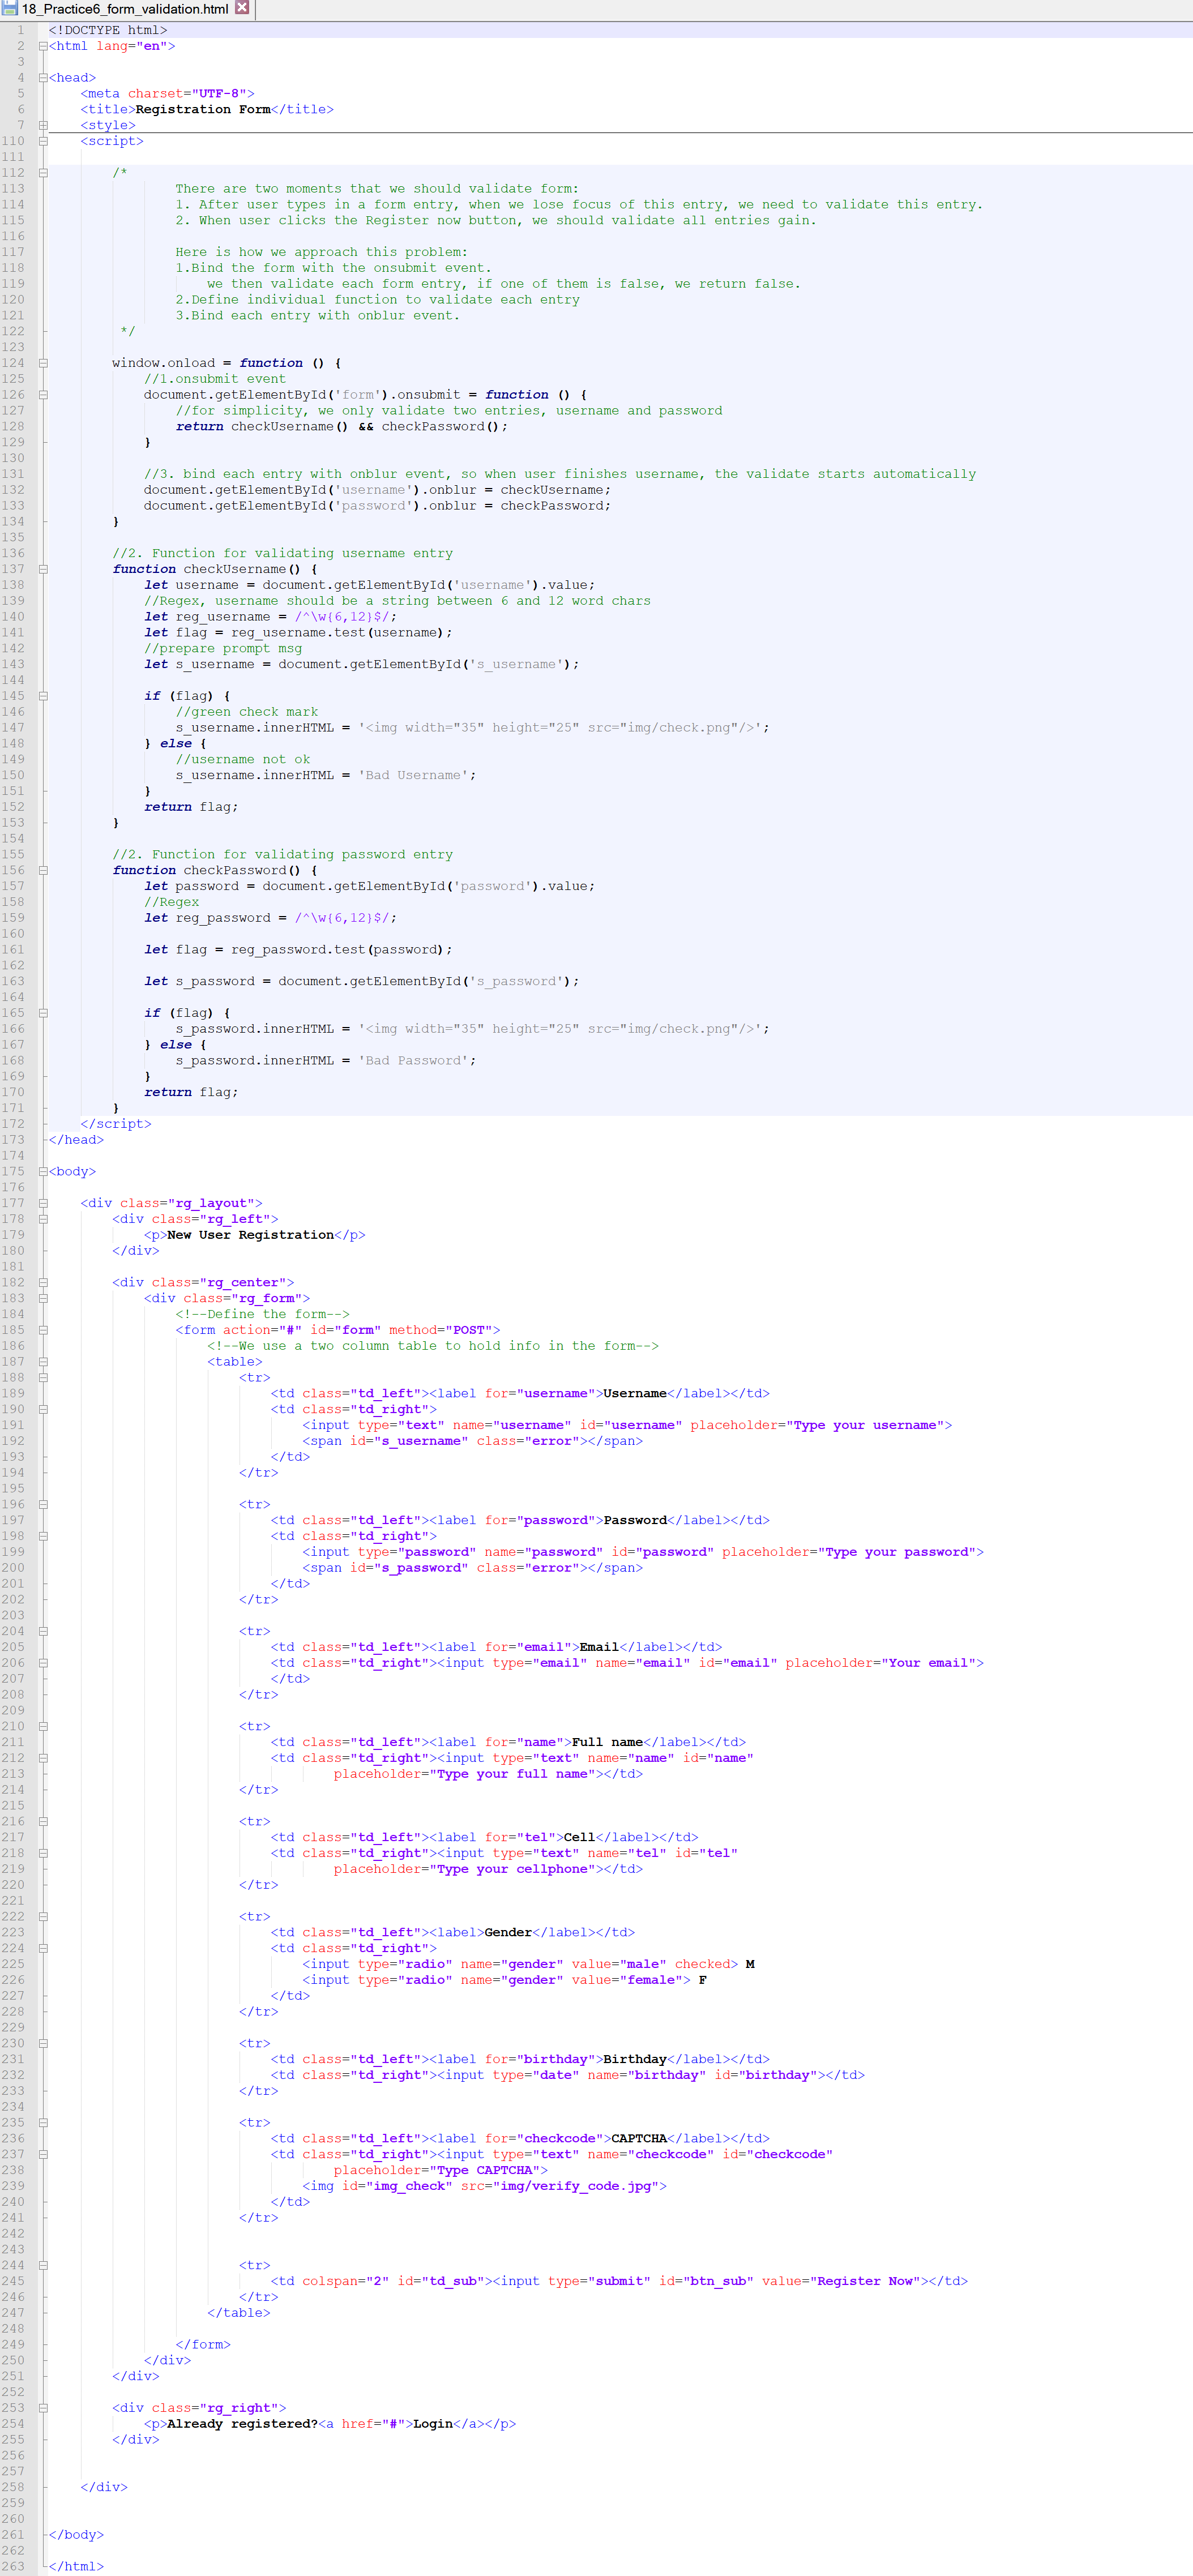 18_Practice6_form_validation.html
1 <!DOCTYPE html>
2 <html lang="en">
3
4 <head>
5     <meta charset="UTF-8">
6     <title>Registration Form</title>
7     <style>
110     <script>
111
112         /*
113                 There are two moments that we should validate form:
114                 1. After user types in a form entry, when we lose focus of this entry, we need to validate this entry.
115                 2. When user clicks the Register now button, we should validate all entries gain.
116
117                 Here is how we approach this problem:
118                 1.Bind the form with the onsubmit event.
119                     we then validate each form entry, if one of them is false, we return false.
120                 2.Define individual function to validate each entry
121                 3.Bind each entry with onblur event.
122          */
123
124         window.onload = function () {
125             //1.onsubmit event
126             document.getElementById('form').onsubmit = function () {
127                 //for simplicity, we only validate two entries, username and password
128                 return checkUsername() && checkPassword();
129             }
130
131             //3. bind each entry with onblur event, so when user finishes username, the validate starts automatically
132             document.getElementById('username').onblur = checkUsername;
133             document.getElementById('password').onblur = checkPassword;
134         }
135
136         //2. Function for validating username entry
137         function checkUsername() {
138             let username = document.getElementById('username').value;
139             //Regex, username should be a string between 6 and 12 word chars
140             let reg_username = /^\w{6,12}$/;
141             let flag = reg_username.test(username);
142             //prepare prompt msg
143             let s_username = document.getElementById('s_username');
144
145             if (flag) {
146                 //green check mark
147                 s_username.innerHTML = '<img width="35" height="25" src="img/check.png"/>';
148             } else {
149                 //username not ok
150                 s_username.innerHTML = 'Bad Username';
151             }
152             return flag;
153         }
154
155         //2. Function for validating password entry
156         function checkPassword() {
157             let password = document.getElementById('password').value;
158             //Regex
159             let reg_password = /^\w{6,12}$/;
160
161             let flag = reg_password.test(password);
162
163             let s_password = document.getElementById('s_password');
164
165             if (flag) {
166                 s_password.innerHTML = '<img width="35" height="25" src="img/check.png"/>';
167             } else {
168                 s_password.innerHTML = 'Bad Password';
169             }
170             return flag;
171         }
172     </script>
173 </head>
174
175 <body>
176
177     <div class="rg_layout">
178         <div class="rg_left">
179             <p>New User Registration</p>
180         </div>
181
182         <div class="rg_center">
183             <div class="rg_form">
184                 <!--Define the form-->
185                 <form action="#" id="form" method="POST">
186                     <!--We use a two column table to hold info in the form-->
187                     <table>
188                         <tr>
189                             <td class="td_left"><label for="username">Username</label></td>
190                             <td class="td_right">
191                                 <input type="text" name="username" id="username" placeholder="Type your username">
192                                 <span id="s_username" class="error"></span>
193                             </td>
194                         </tr>
195
196                         <tr>
197                             <td class="td_left"><label for="password">Password</label></td>
198                             <td class="td_right">
199                                 <input type="password" name="password" id="password" placeholder="Type your password">
200                                 <span id="s_password" class="error"></span>
201                             </td>
202                         </tr>
203
204                         <tr>
205                             <td class="td_left"><label for="email">Email</label></td>
206                             <td class="td_right"><input type="email" name="email" id="email" placeholder="Your email">
207                             </td>
208                         </tr>
209
210                         <tr>
211                             <td class="td_left"><label for="name">Full name</label></td>
212                             <td class="td_right"><input type="text" name="name" id="name"
213                                     placeholder="Type your full name"></td>
214                         </tr>
215
216                         <tr>
217                             <td class="td_left"><label for="tel">Cell</label></td>
218                             <td class="td_right"><input type="text" name="tel" id="tel"
219                                     placeholder="Type your cellphone"></td>
220                         </tr>
221
222                         <tr>
223                             <td class="td_left"><label>Gender</label></td>
224                             <td class="td_right">
225                                 <input type="radio" name="gender" value="male" checked> M
226                                 <input type="radio" name="gender" value="female"> F
227                             </td>
228                         </tr>
229
230                         <tr>
231                             <td class="td_left"><label for="birthday">Birthday</label></td>
232                             <td class="td_right"><input type="date" name="birthday" id="birthday"></td>
233                         </tr>
234
235                         <tr>
236                             <td class="td_left"><label for="checkcode">CAPTCHA</label></td>
237                             <td class="td_right"><input type="text" name="checkcode" id="checkcode"
238                                     placeholder="Type CAPTCHA">
239                                 <img id="img_check" src="img/verify_code.jpg">
240                             </td>
241                         </tr>
242
243
244                         <tr>
245                             <td colspan="2" id="td_sub"><input type="submit" id="btn_sub" value="Register Now"></td>
246                         </tr>
247                     </table>
248
249                 </form>
250             </div>
251         </div>
252
253         <div class="rg_right">
254             <p>Already registered?<a href="#">Login</a></p>
255         </div>
256
257
258     </div>
259
260
261 </body>
262
263 </html>